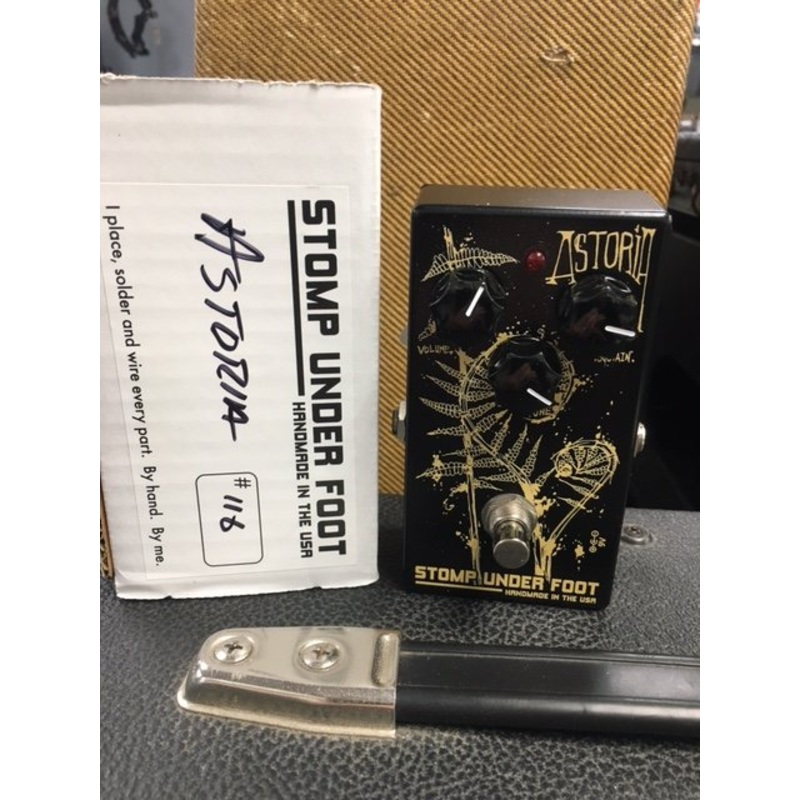 STOMP UNDER FOOT
HANDMADE IN THE USA
ASTORIA
#116
I place, solder and wire every part. By hand. By me.
ASTORIA
VOLUME.
STOMP UNDER FOOT
HANDMADE IN THE USA